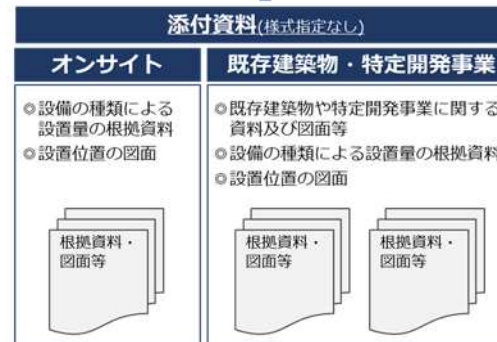 添付資料(様式指定なし)
オンサイト
既存建築物・特定開発事業
◎設備の種類による
設置量の根拠資料
◎設置位置の図面
◎既存建築物や特定開発事業に関する
資料及び図面等
◎設備の種類による設置量の根拠資料
◎設置位置の図面
根拠資料・
図面等
根拠資料・
図面等
根拠資料・
図面等